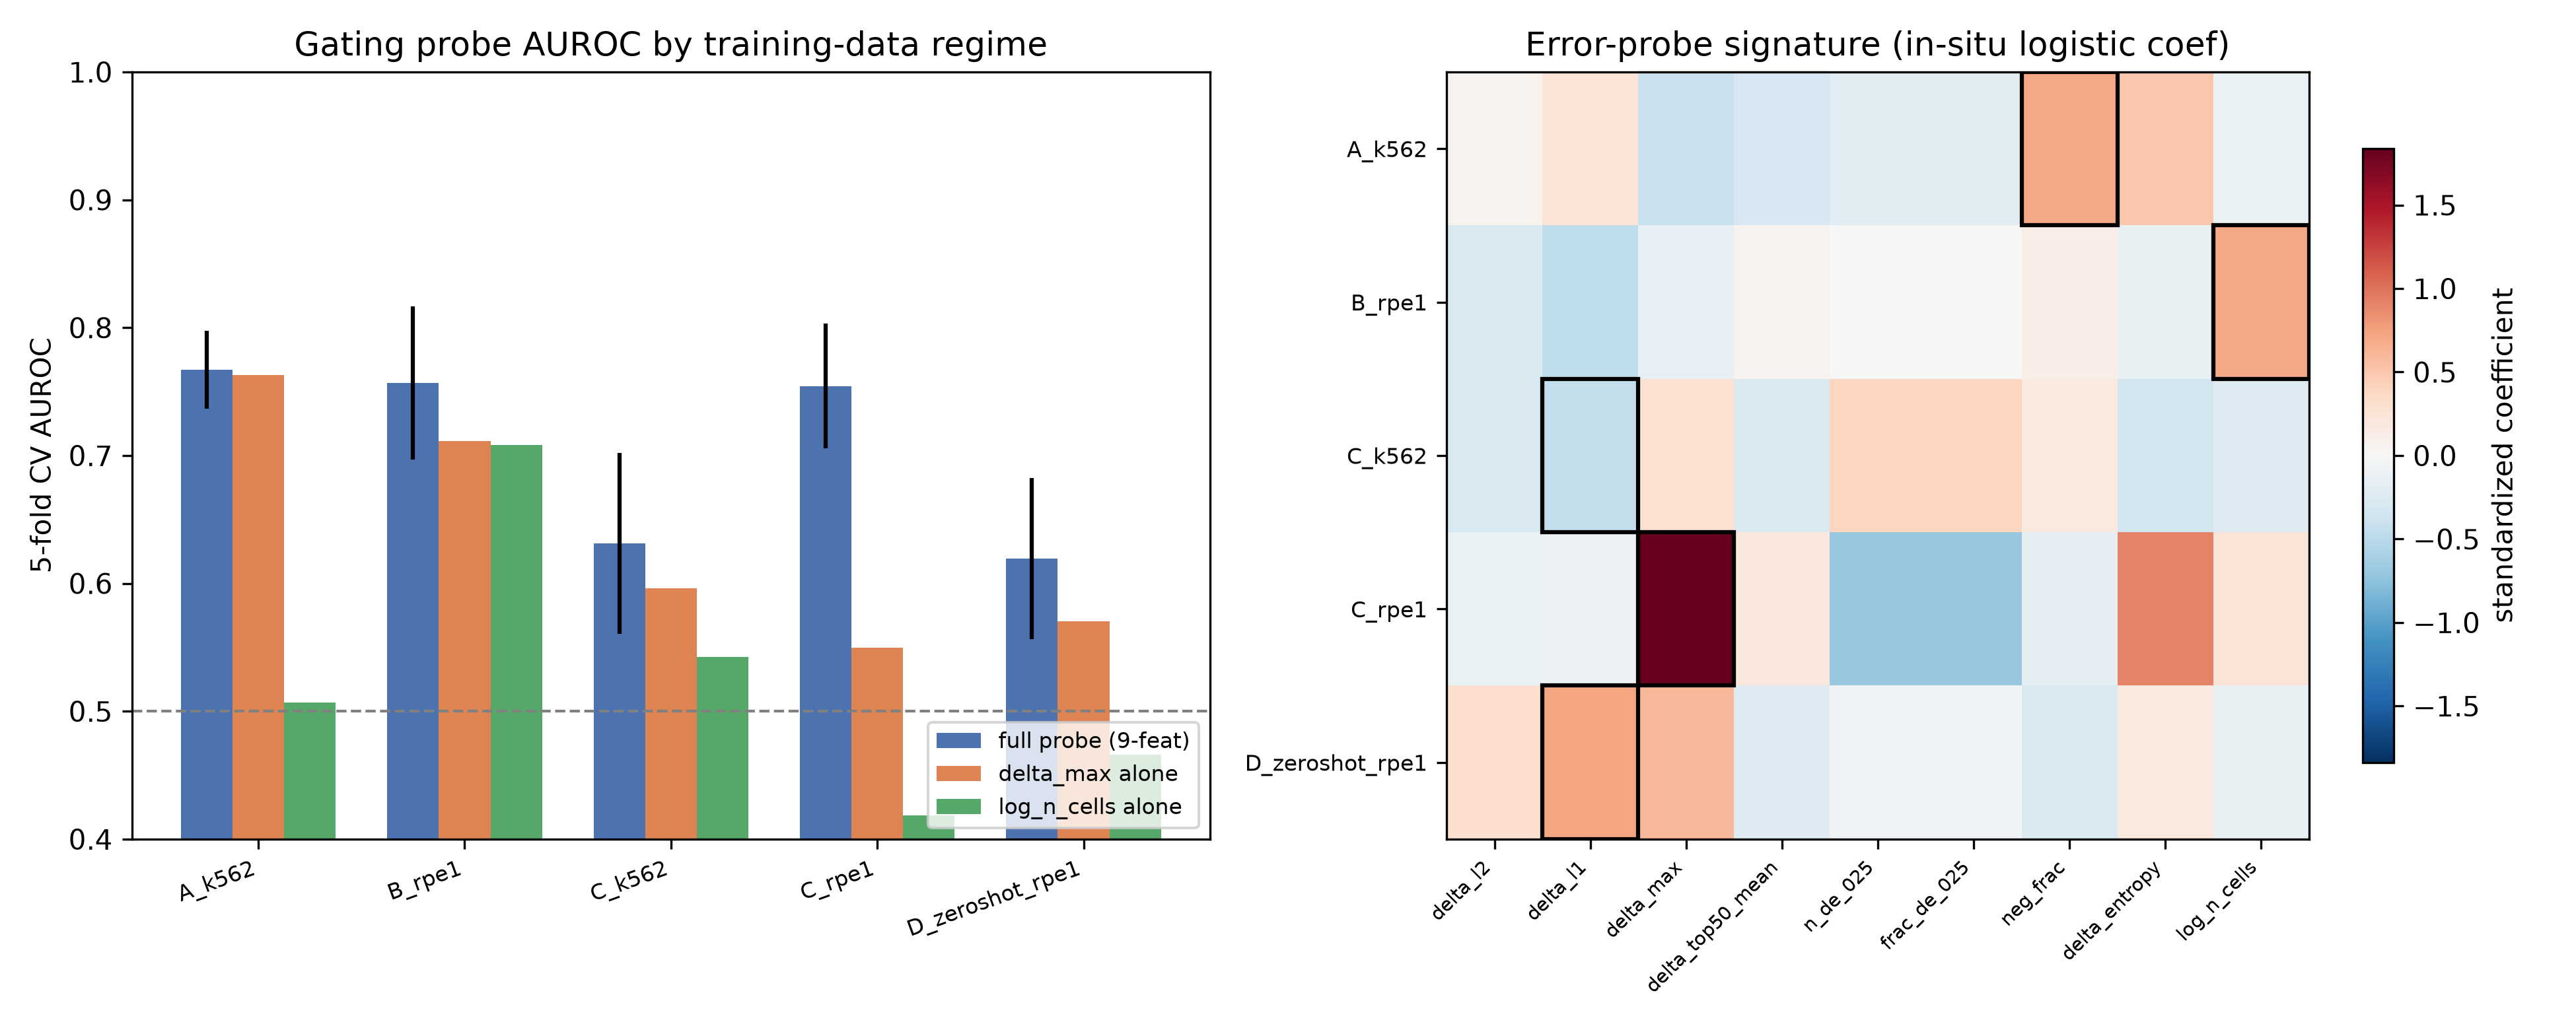 Gating probe AUROC by training-data regime
5-fold CV AUROC
1.0
0.9
0.8
0.7
0.6
0.5
0.4
A_k562
B_rpe1
C_k562
C_rpe1
D_zeroshot_rpe1
full probe (9-feat)
delta_max alone
log_n_cells alone
Error-probe signature (in-situ logistic coef)
A_k562
B_rpe1
C_k562
C_rpe1
D_zeroshot_rpe1
delta_l2
delta_l1
delta_max
delta_top50_mean
n_de_025
frac_de_025
neg_frac
delta_entropy
log_n_cells
1.5
1.0
0.5
0.0
−0.5
−1.0
−1.5
standardized coefficient